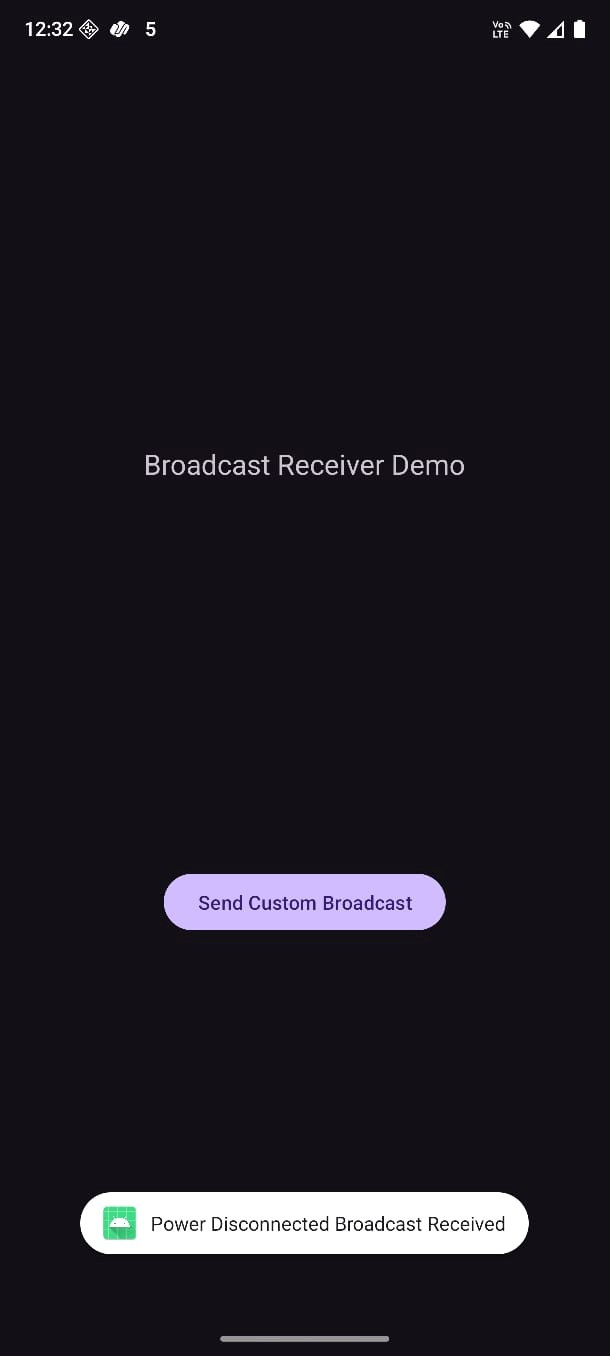 12:32 5 Vo LTE
Broadcast Receiver Demo
Send Custom Broadcast
Power Disconnected Broadcast Received